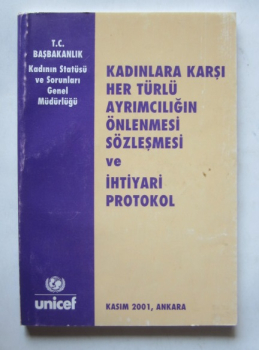 T.C.
BAŞBAKANLIK
Kadının Statüsü
ve Sorunları
Genel
Müdürlüğü
KADINLARA KARŞI
HER TÜRLÜ
AYRIMCILIĞIN
ÖNLENMESİ
SÖZLEŞMESİ
ve
İHTİYARİ
PROTOKOL
unicef
KASIM 2001, ANKARA